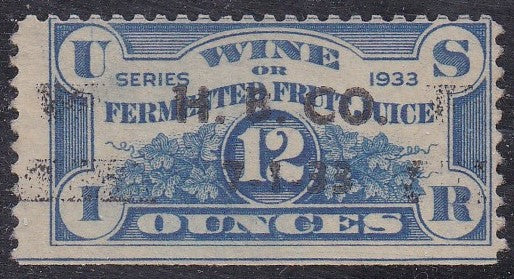 U WINE S
SERIES OR 1933
FERMENTED FRUIT JUICE
H. B. CO.
12
I OUNCES R